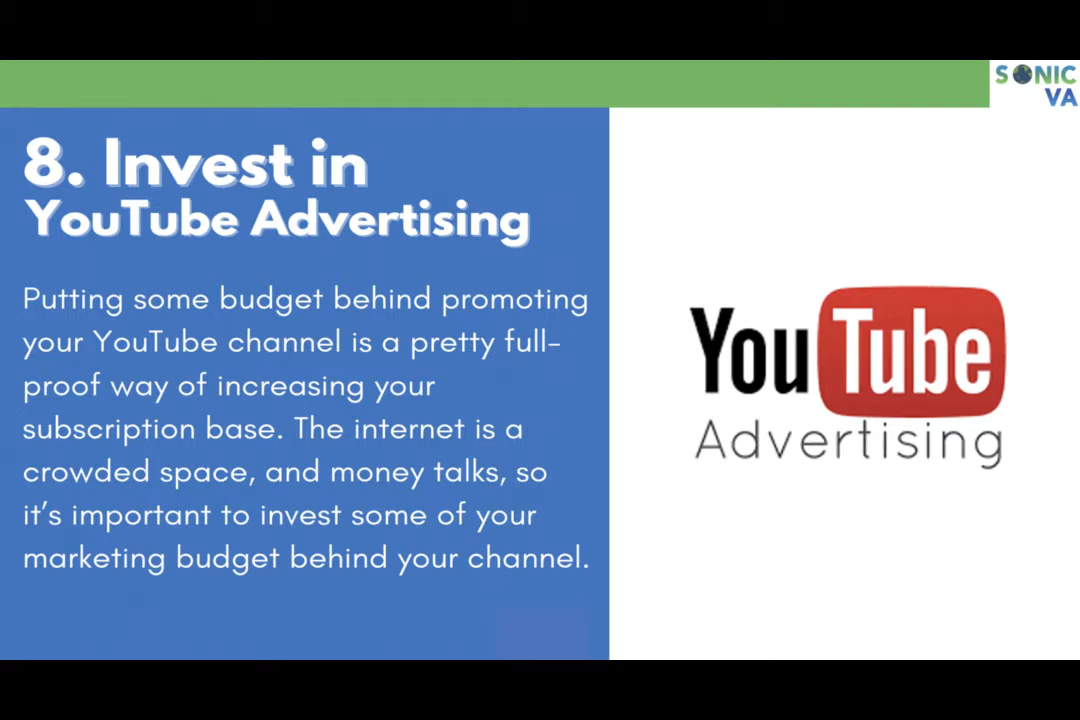 SONIC
VA
8. Invest in
YouTube Advertising
Putting some budget behind promoting
your YouTube channel is a pretty full-
proof way of increasing your
subscription base. The internet is a
crowded space, and money talks, so
it's important to invest some of your
marketing budget behind your channel.
YouTube
Advertising